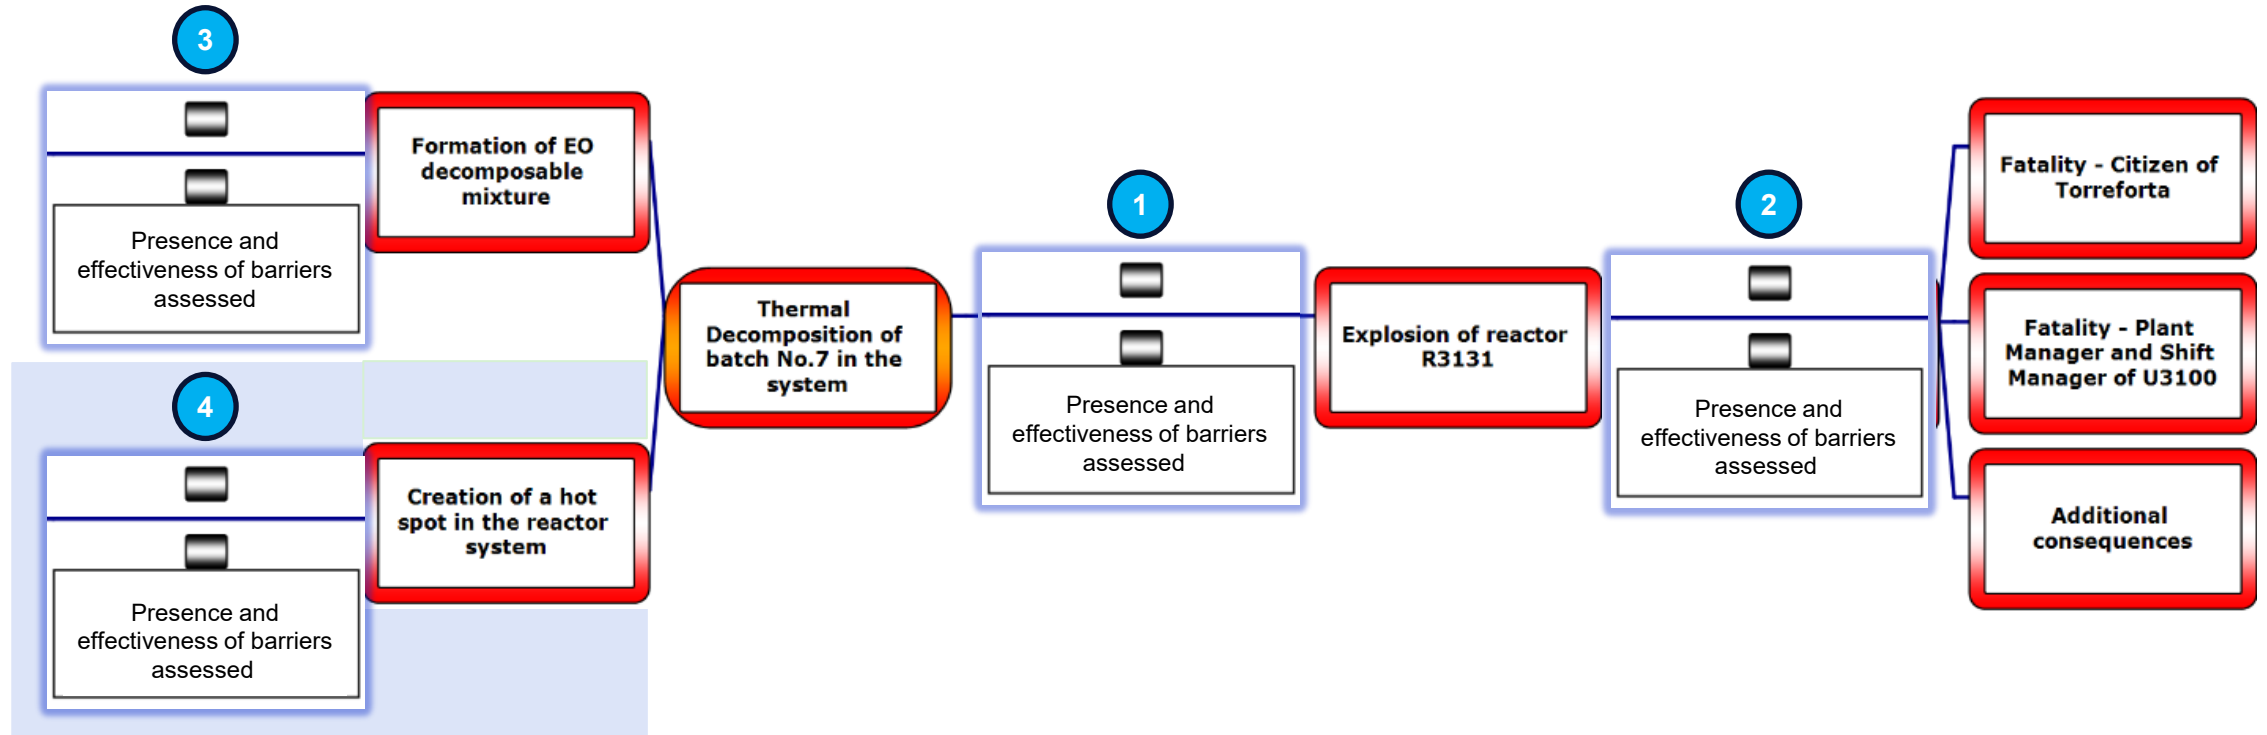 3
Presence and
effectiveness of barriers
assessed
Formation of EO
decomposable
mixture
4
Presence and
effectiveness of barriers
assessed
Creation of a hot
spot in the reactor
system
Thermal
Decomposition of
batch No.7 in the
system
1
Presence and
effectiveness of barriers
assessed
Explosion of reactor
R3131
2
Presence and
effectiveness of barriers
assessed
Fatality - Citizen of
Torreforta
Fatality - Plant
Manager and Shift
Manager of U3100
Additional
consequences